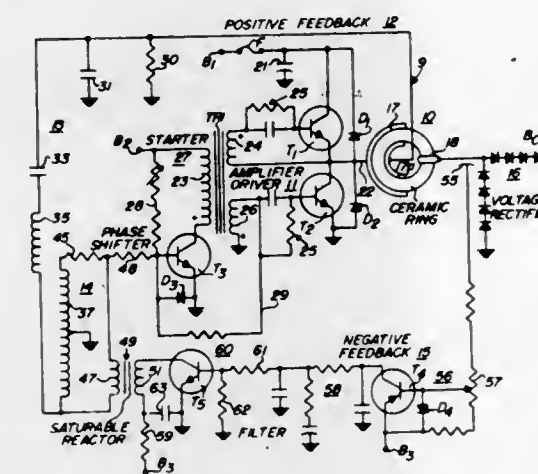 POSITIVE FEEDBACK 12
9
B1 F
30
31
21
25
D1
17
10
18
B0
13
33
B2
STARTER
TR1
24
T1
27
AMPLIFIER
DRIVER 11
23
22
55
16
28
26
T2
D2
CERAMIC
RING
VOLTAGE
RECTIFIE
35
45
PHASE
SHIFTER
48
T3
25
14
D3
29
37
49
60
61
NEGATIVE
FEEDBACK 15
T4
56
57
47
51
63
T5
62
58
D4
SATURABLE
REACTOR
59
FILTER
B3
B3